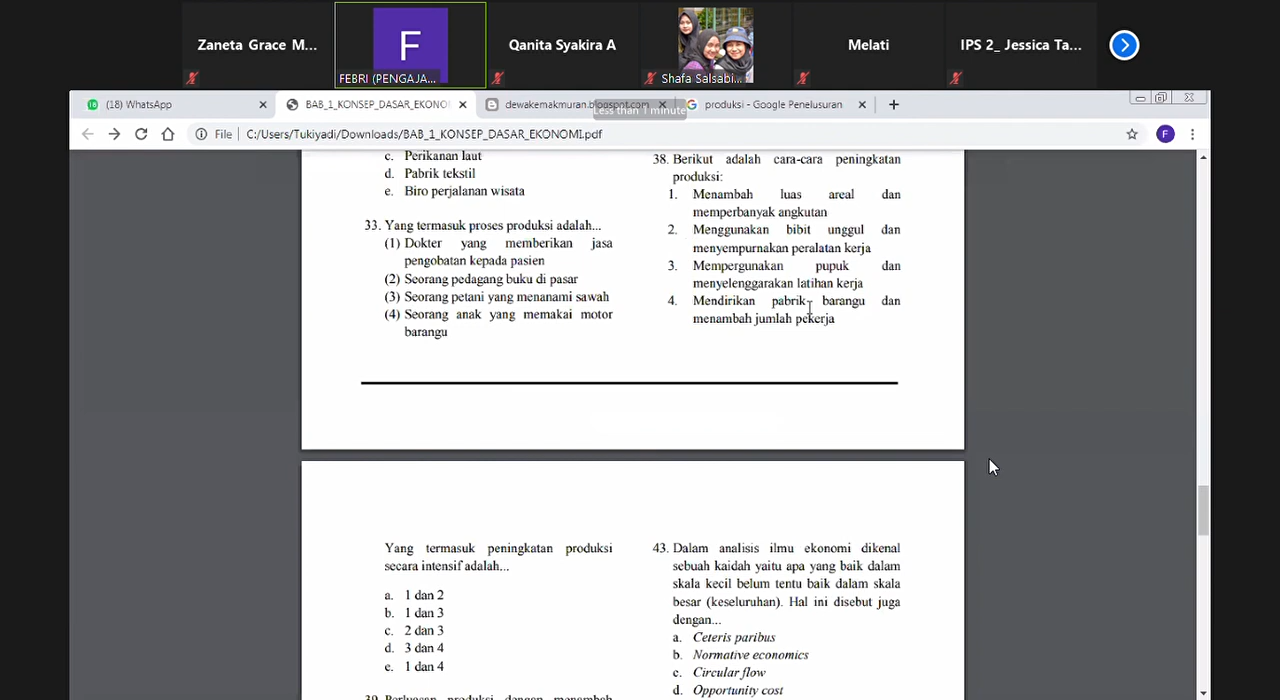 Zaneta Grace M...
F
FEBRI (PENGAJA...
Qanita Syakira A
Shafa Salsabi...
Melati
IPS 2_ Jessica Ta...
(18) WhatsApp
BAB_1_KONSEP_DASAR_EKONOI
dewakemakmuran.blogspot.com
produksi - Google Penelusuran
Less than 1 minute
File
C:/Users/Tukiyadi/Downloads/BAB_1_KONSEP_DASAR_EKONOMI.pdf
F
c. Perikanan laut
d. Pabrik tekstil
e. Biro perjalanan wisata
33. Yang termasuk proses produksi adalah...
(1) Dokter yang memberikan jasa
pengobatan kepada pasien
(2) Seorang pedagang buku di pasar
(3) Seorang petani yang menanami sawah
(4) Seorang anak yang memakai motor
barangu
38. Berikut adalah cara-cara peningkatan
produksi:
1. Menambah luas areal dan
memperbanyak angkutan
2. Menggunakan bibit unggul dan
menyempurnakan peralatan kerja
3. Mempergunakan pupuk dan
menyelenggarakan latihan kerja
4. Mendirikan pabrik barangu dan
menambah jumlah pekerja
Yang termasuk peningkatan produksi
secara intensif adalah...
a. 1 dan 2
b. 1 dan 3
c. 2 dan 3
d. 3 dan 4
e. 1 dan 4
39. Perluasan produksi dengan menambah
43. Dalam analisis ilmu ekonomi dikenal
sebuah kaidah yaitu apa yang baik dalam
skala kecil belum tentu baik dalam skala
besar (keseluruhan). Hal ini disebut juga
dengan...
a. Ceteris paribus
b. Normative economics
c. Circular flow
d. Opportunity cost